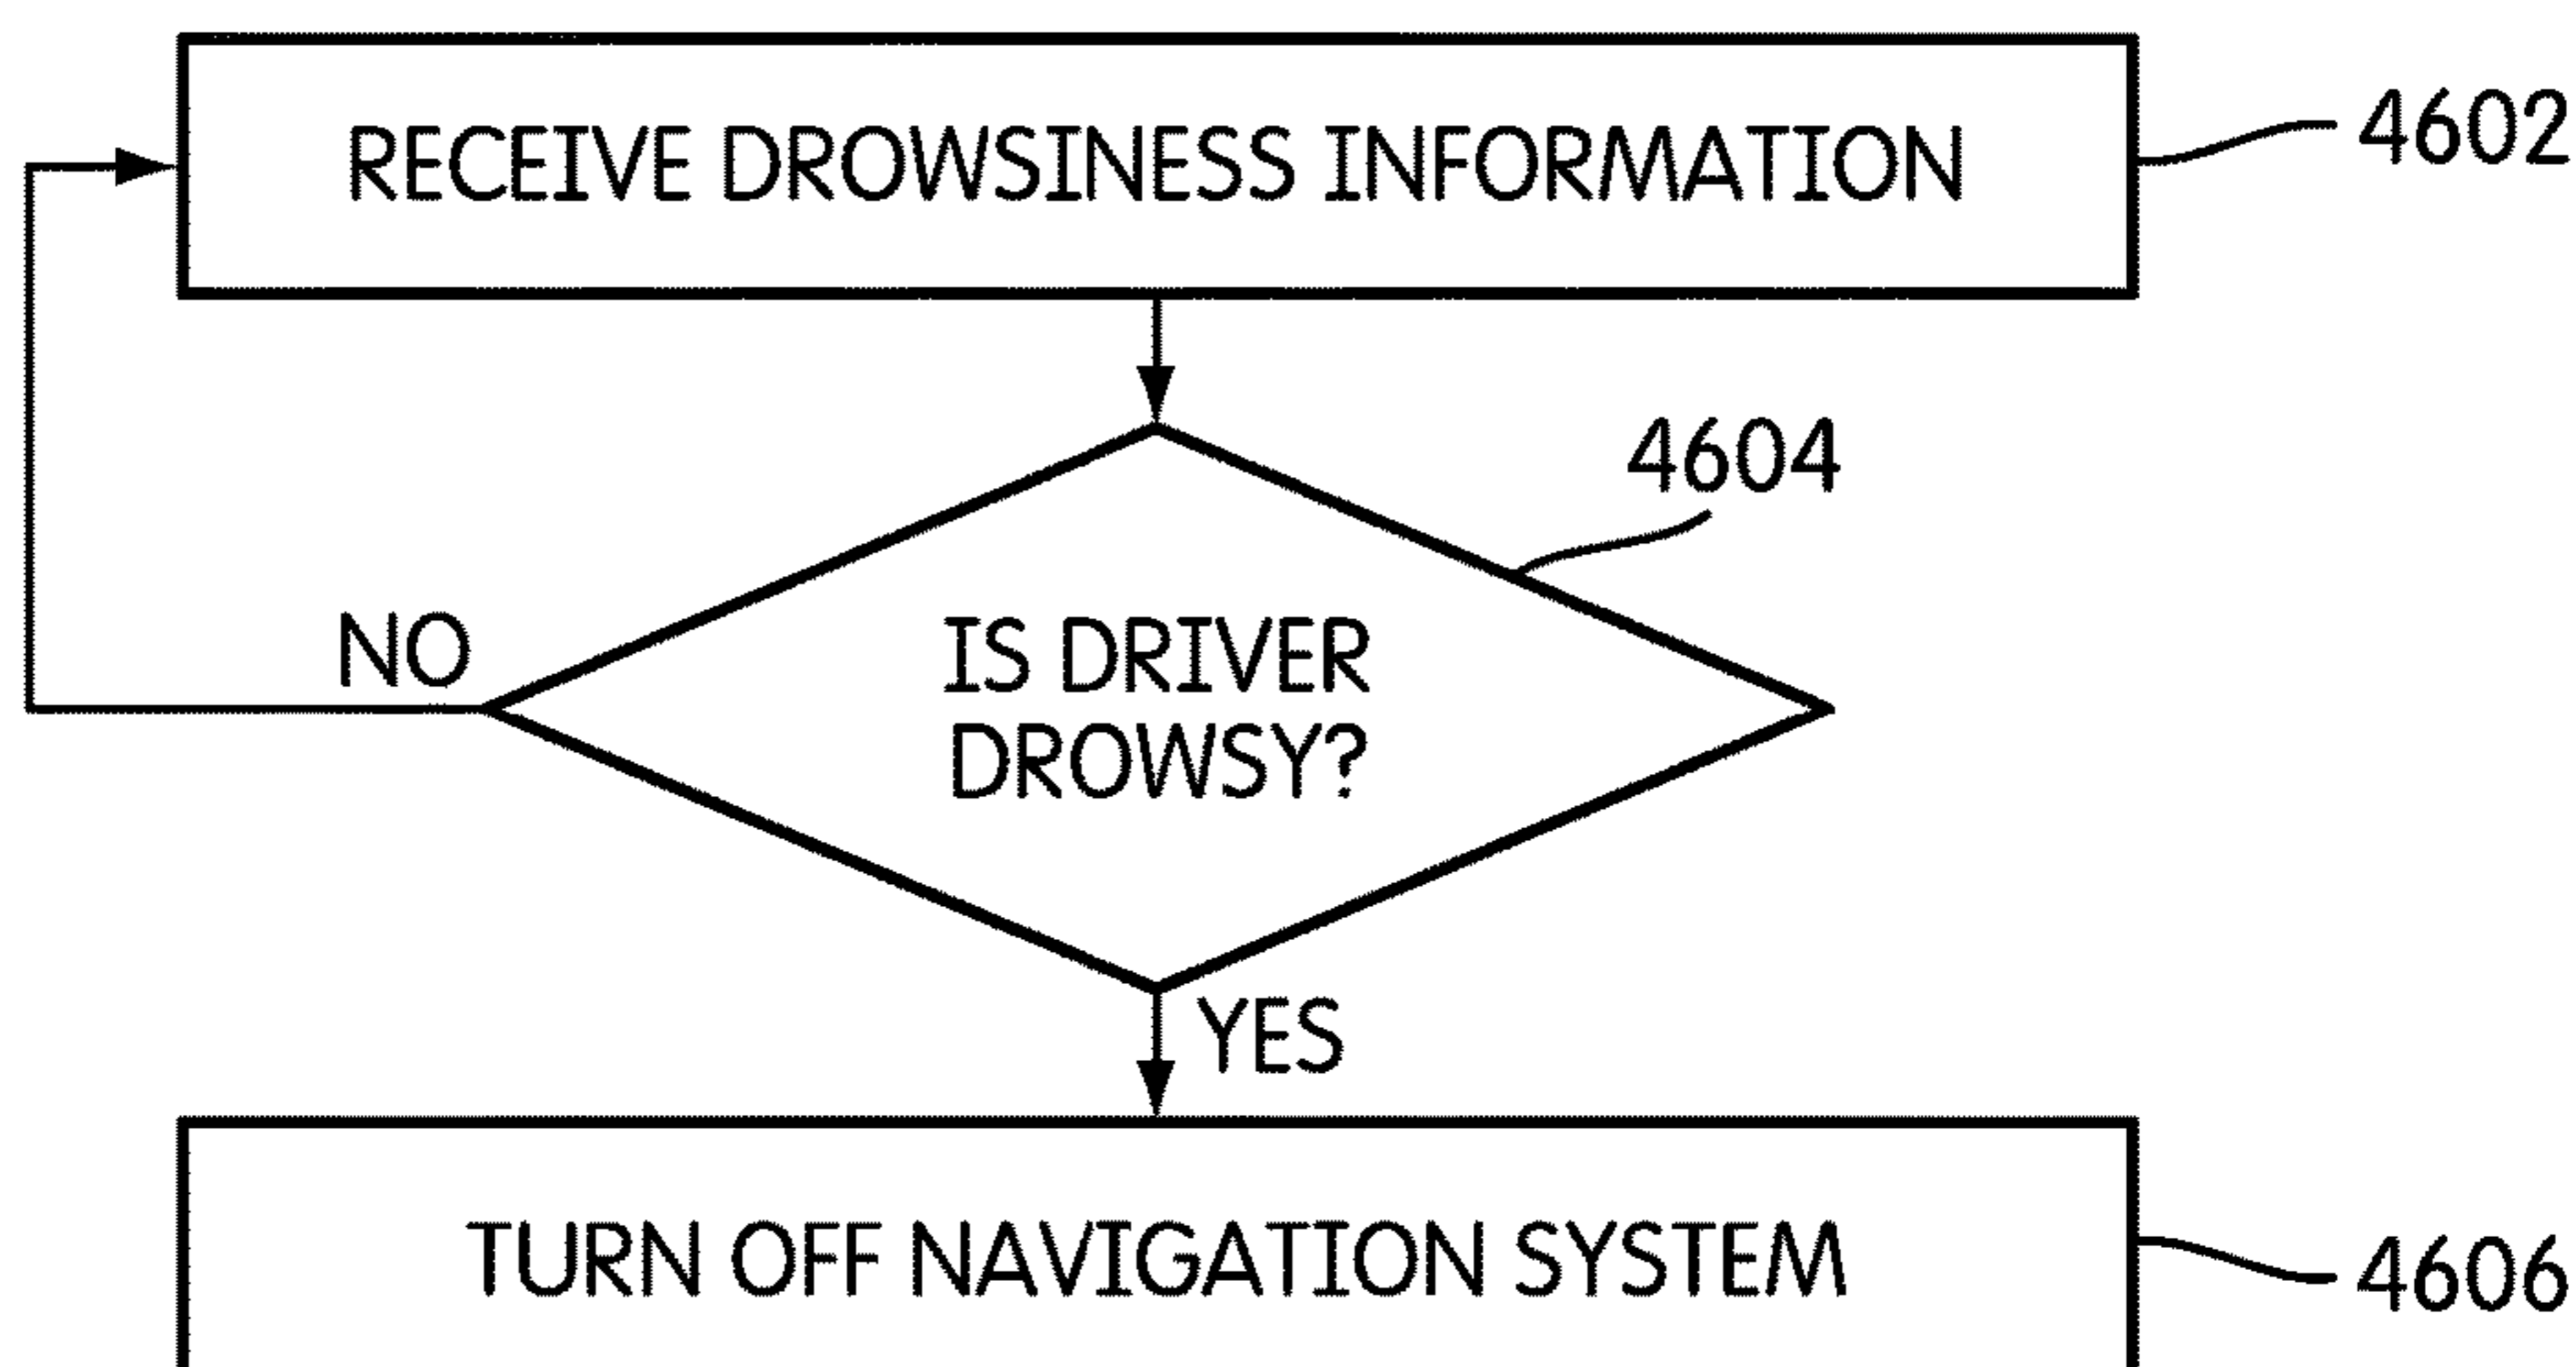 RECEIVE DROWSINESS INFORMATION
4602
4604
IS DRIVER
DROWSY?
NO
YES
TURN OFF NAVIGATION SYSTEM
4606